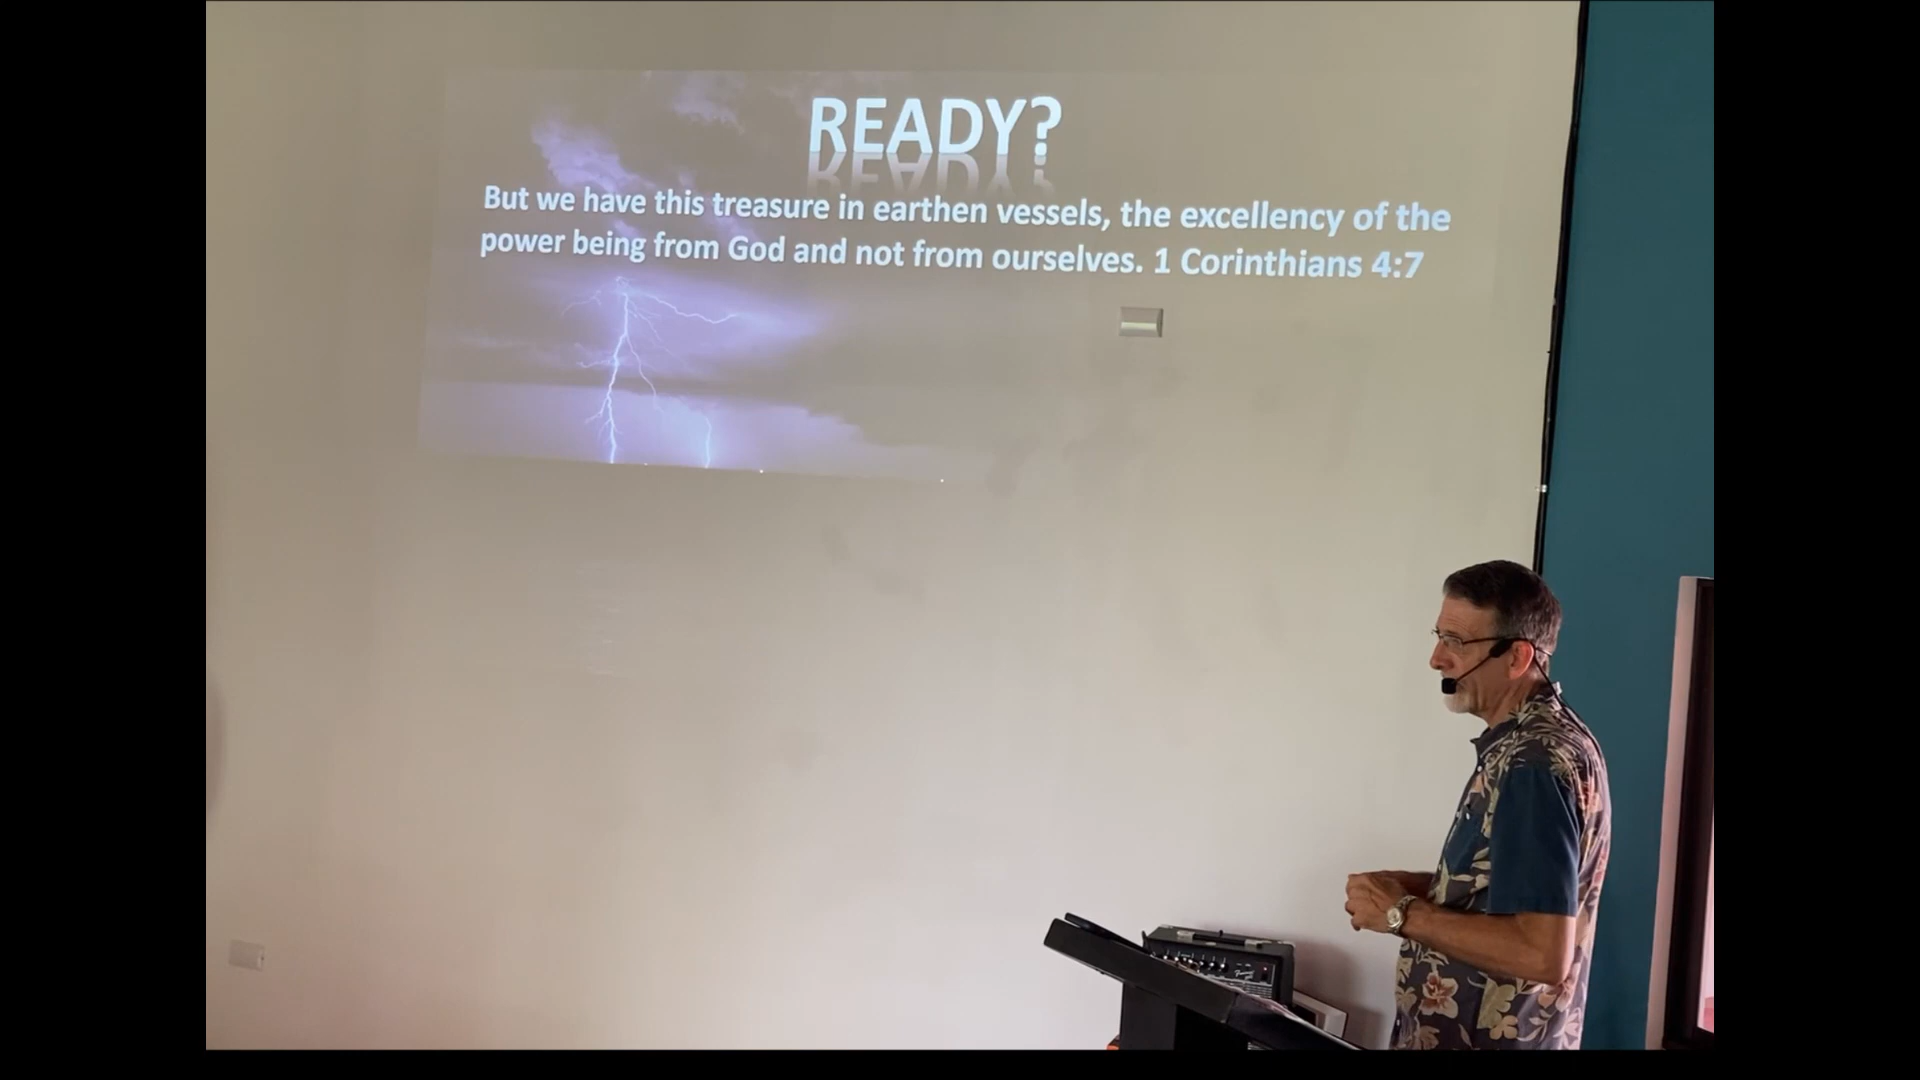 READY?
But we have this treasure in earthen vessels, the excellency of the
power being from God and not from ourselves. 1 Corinthians 4:7